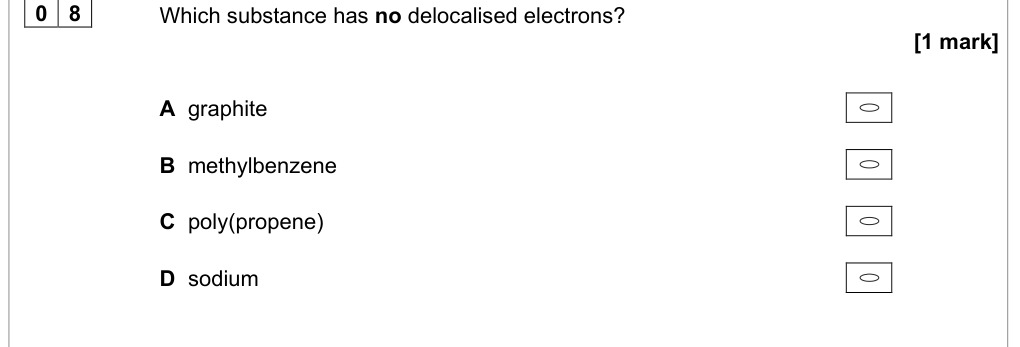 0 8 Which substance has no delocalised electrons?
[1 mark]
A graphite
B methylbenzene
C poly(propene)
D sodium